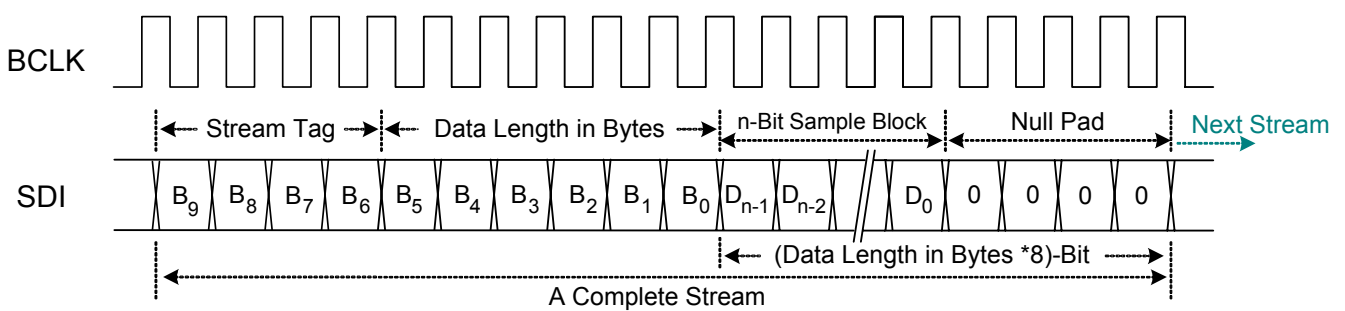 BCLK
Stream Tag
Data Length in Bytes
n-Bit Sample Block
Null Pad
Next Stream
SDI
B9 B8 B7 B6 B5 B4 B3 B2 B1 B0 Dn-1 Dn-2 D0 0 0 0 0
(Data Length in Bytes *8)-Bit
A Complete Stream